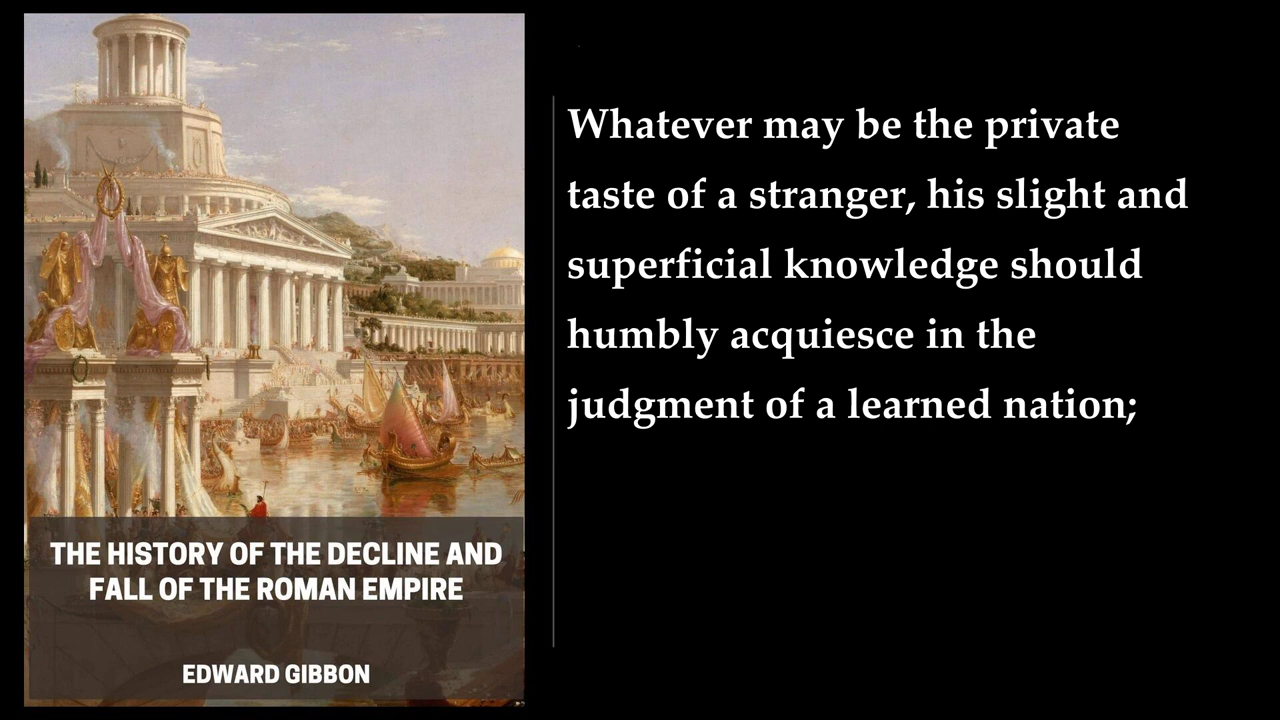 Whatever may be the private
taste of a stranger, his slight and
superficial knowledge should
humbly acquiesce in the
judgment of a learned nation;
THE HISTORY OF THE DECLINE AND
FALL OF THE ROMAN EMPIRE
EDWARD GIBBON